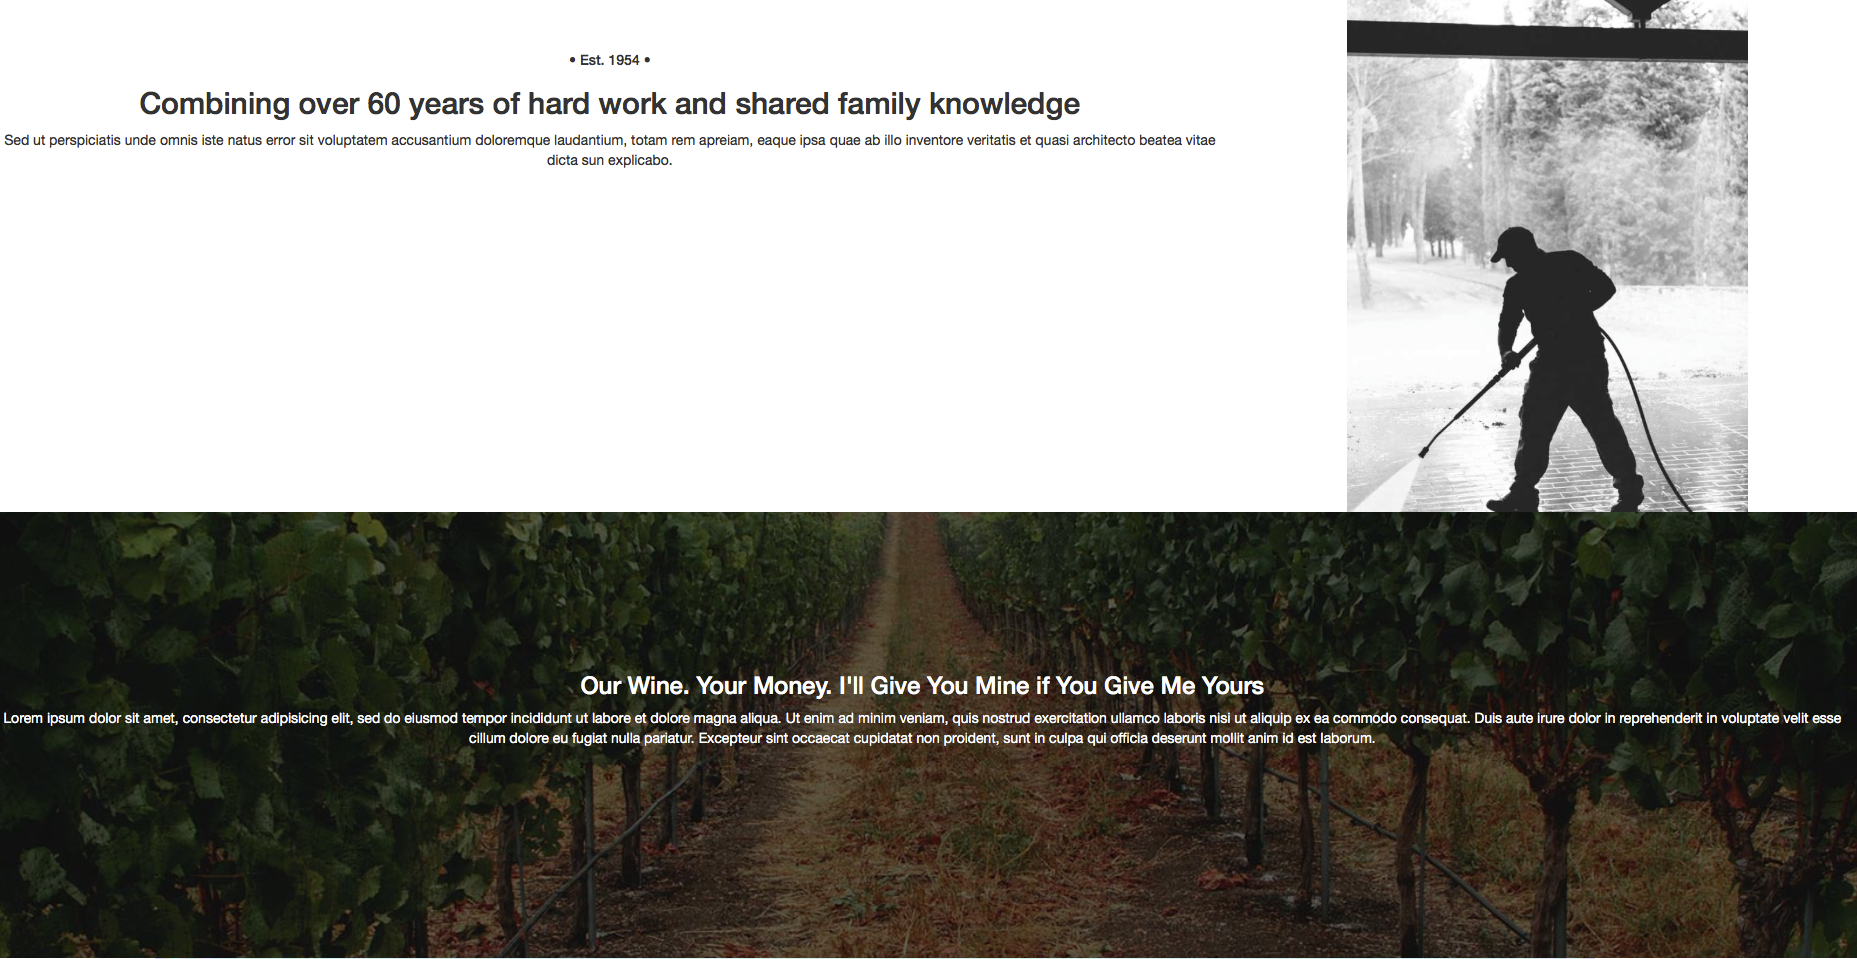 • Est. 1954 •
Combining over 60 years of hard work and shared family knowledge
Sed ut perspiciatis unde omnis iste natus error sit voluptatem accusantium doloremque laudantium, totam rem apreiam, eaque ipsa quae ab illo inventore veritatis et quasi architecto beatea vitae
dicta sun explicabo.
Our Wine. Your Money. I'll Give You Mine if You Give Me Yours
Lorem ipsum dolor sit amet, consectetur adipisicing elit, sed do eiusmod tempor incididunt ut labore et dolore magna aliqua. Ut enim ad minim veniam, quis nostrud exercitation ullamco laboris nisi ut aliquip ex ea commodo consequat. Duis aute irure dolor in reprehenderit in voluptate velit esse
cillum dolore eu fugiat nulla pariatur. Excepteur sint occaecat cupidatat non proident, sunt in culpa qui officia deserunt mollit anim id est laborum.